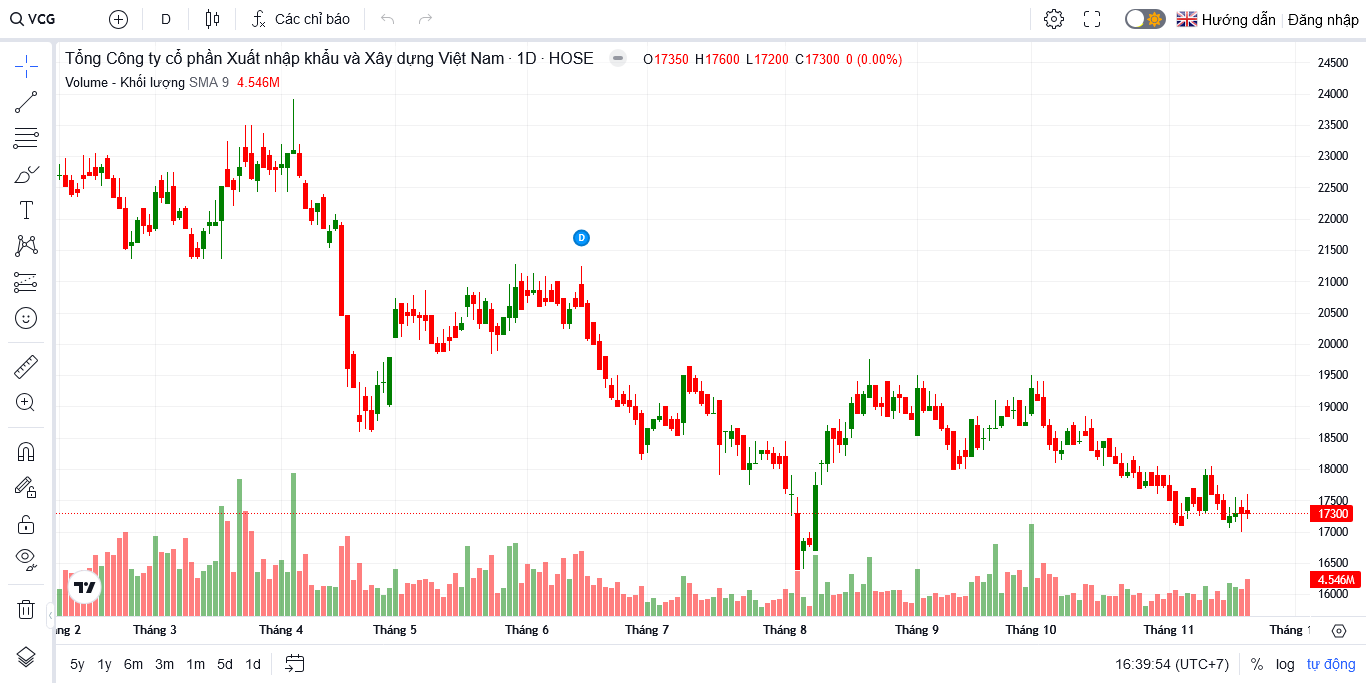 VCG D Các chỉ báo Hướng dẫn Đăng nhập
Tổng Công ty cổ phần Xuất nhập khẩu và Xây dựng Việt Nam · 1D · HOSE O17350 H17600 L17200 C17300 0 (0.00%)
Volume - Khối lượng SMA 9 4.546M
D
24500
24000
23500
23000
22500
22000
21500
21000
20500
20000
19500
19000
18500
18000
17500
17300
17000
16500
4.546M
16000
ng 2 Tháng 3 Tháng 4 Tháng 5 Tháng 6 Tháng 7 Tháng 8 Tháng 9 Tháng 10 Tháng 11 Tháng 1
5y 1y 6m 3m 1m 5d 1d 16:39:54 (UTC+7) % log tự động